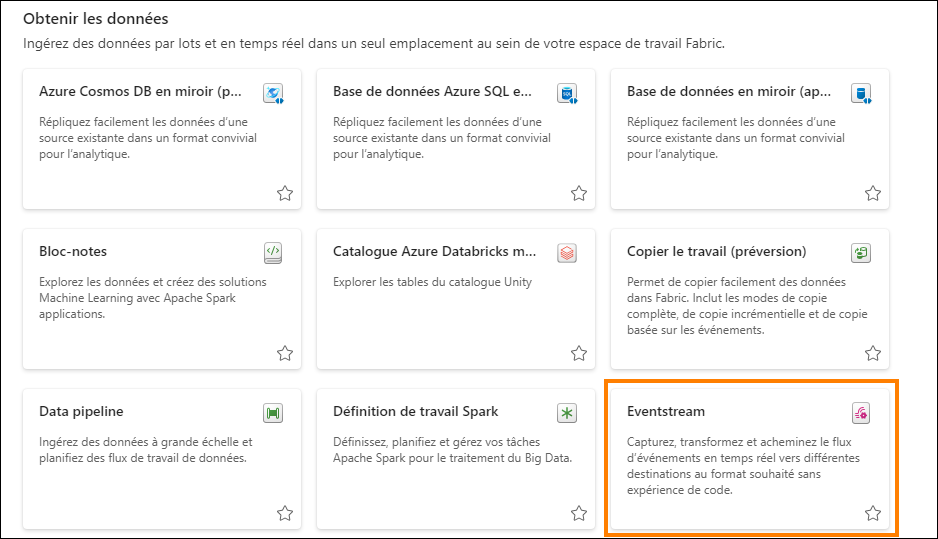 Obtenir les données
Ingérez des données par lots et en temps réel dans un seul emplacement au sein de votre espace de travail Fabric.
Azure Cosmos DB en miroir (p...
Répliquez facilement les données d'une
source existante dans un format convivial
pour l'analytique.
Base de données Azure SQL e...
Répliquez facilement les données d'une
source existante dans un format convivial
pour l'analytique.
Base de données en miroir (ap...
Répliquez facilement les données d'une
source existante dans un format convivial
pour l'analytique.
Bloc-notes
Explorez les données et créez des solutions
Machine Learning avec Apache Spark
applications.
Catalogue Azure Databricks m...
Explorer les tables du catalogue Unity
Copier le travail (préversion)
Permet de copier facilement des données
dans Fabric. Inclut les modes de copie
complète, de copie incrémentielle et de copie
basée sur les événements.
Data pipeline
Ingérez des données à grande échelle et
planifiez des flux de travail de données.
Définition de travail Spark
Définissez, planifiez et gérez vos tâches
Apache Spark pour le traitement du Big Data.
Eventstream
Capturez, transformez et acheminez le flux
d'événements en temps réel vers différentes
destinations au format souhaité sans
expérience de code.